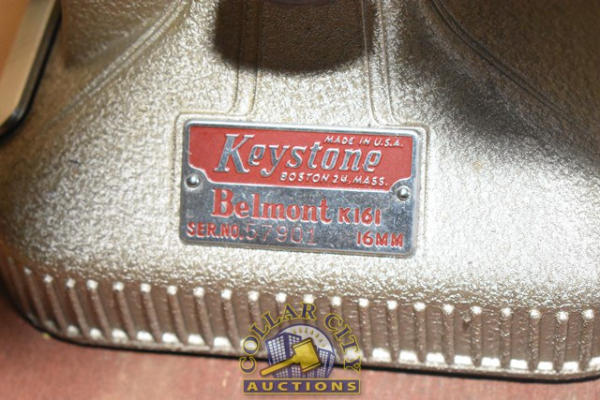 MADE IN U.S.A.
Keystone
BOSTON 24, MASS.
Belmont K161
SER.NO. 57901 16MM
COLLAR CITY
AUCTIONS